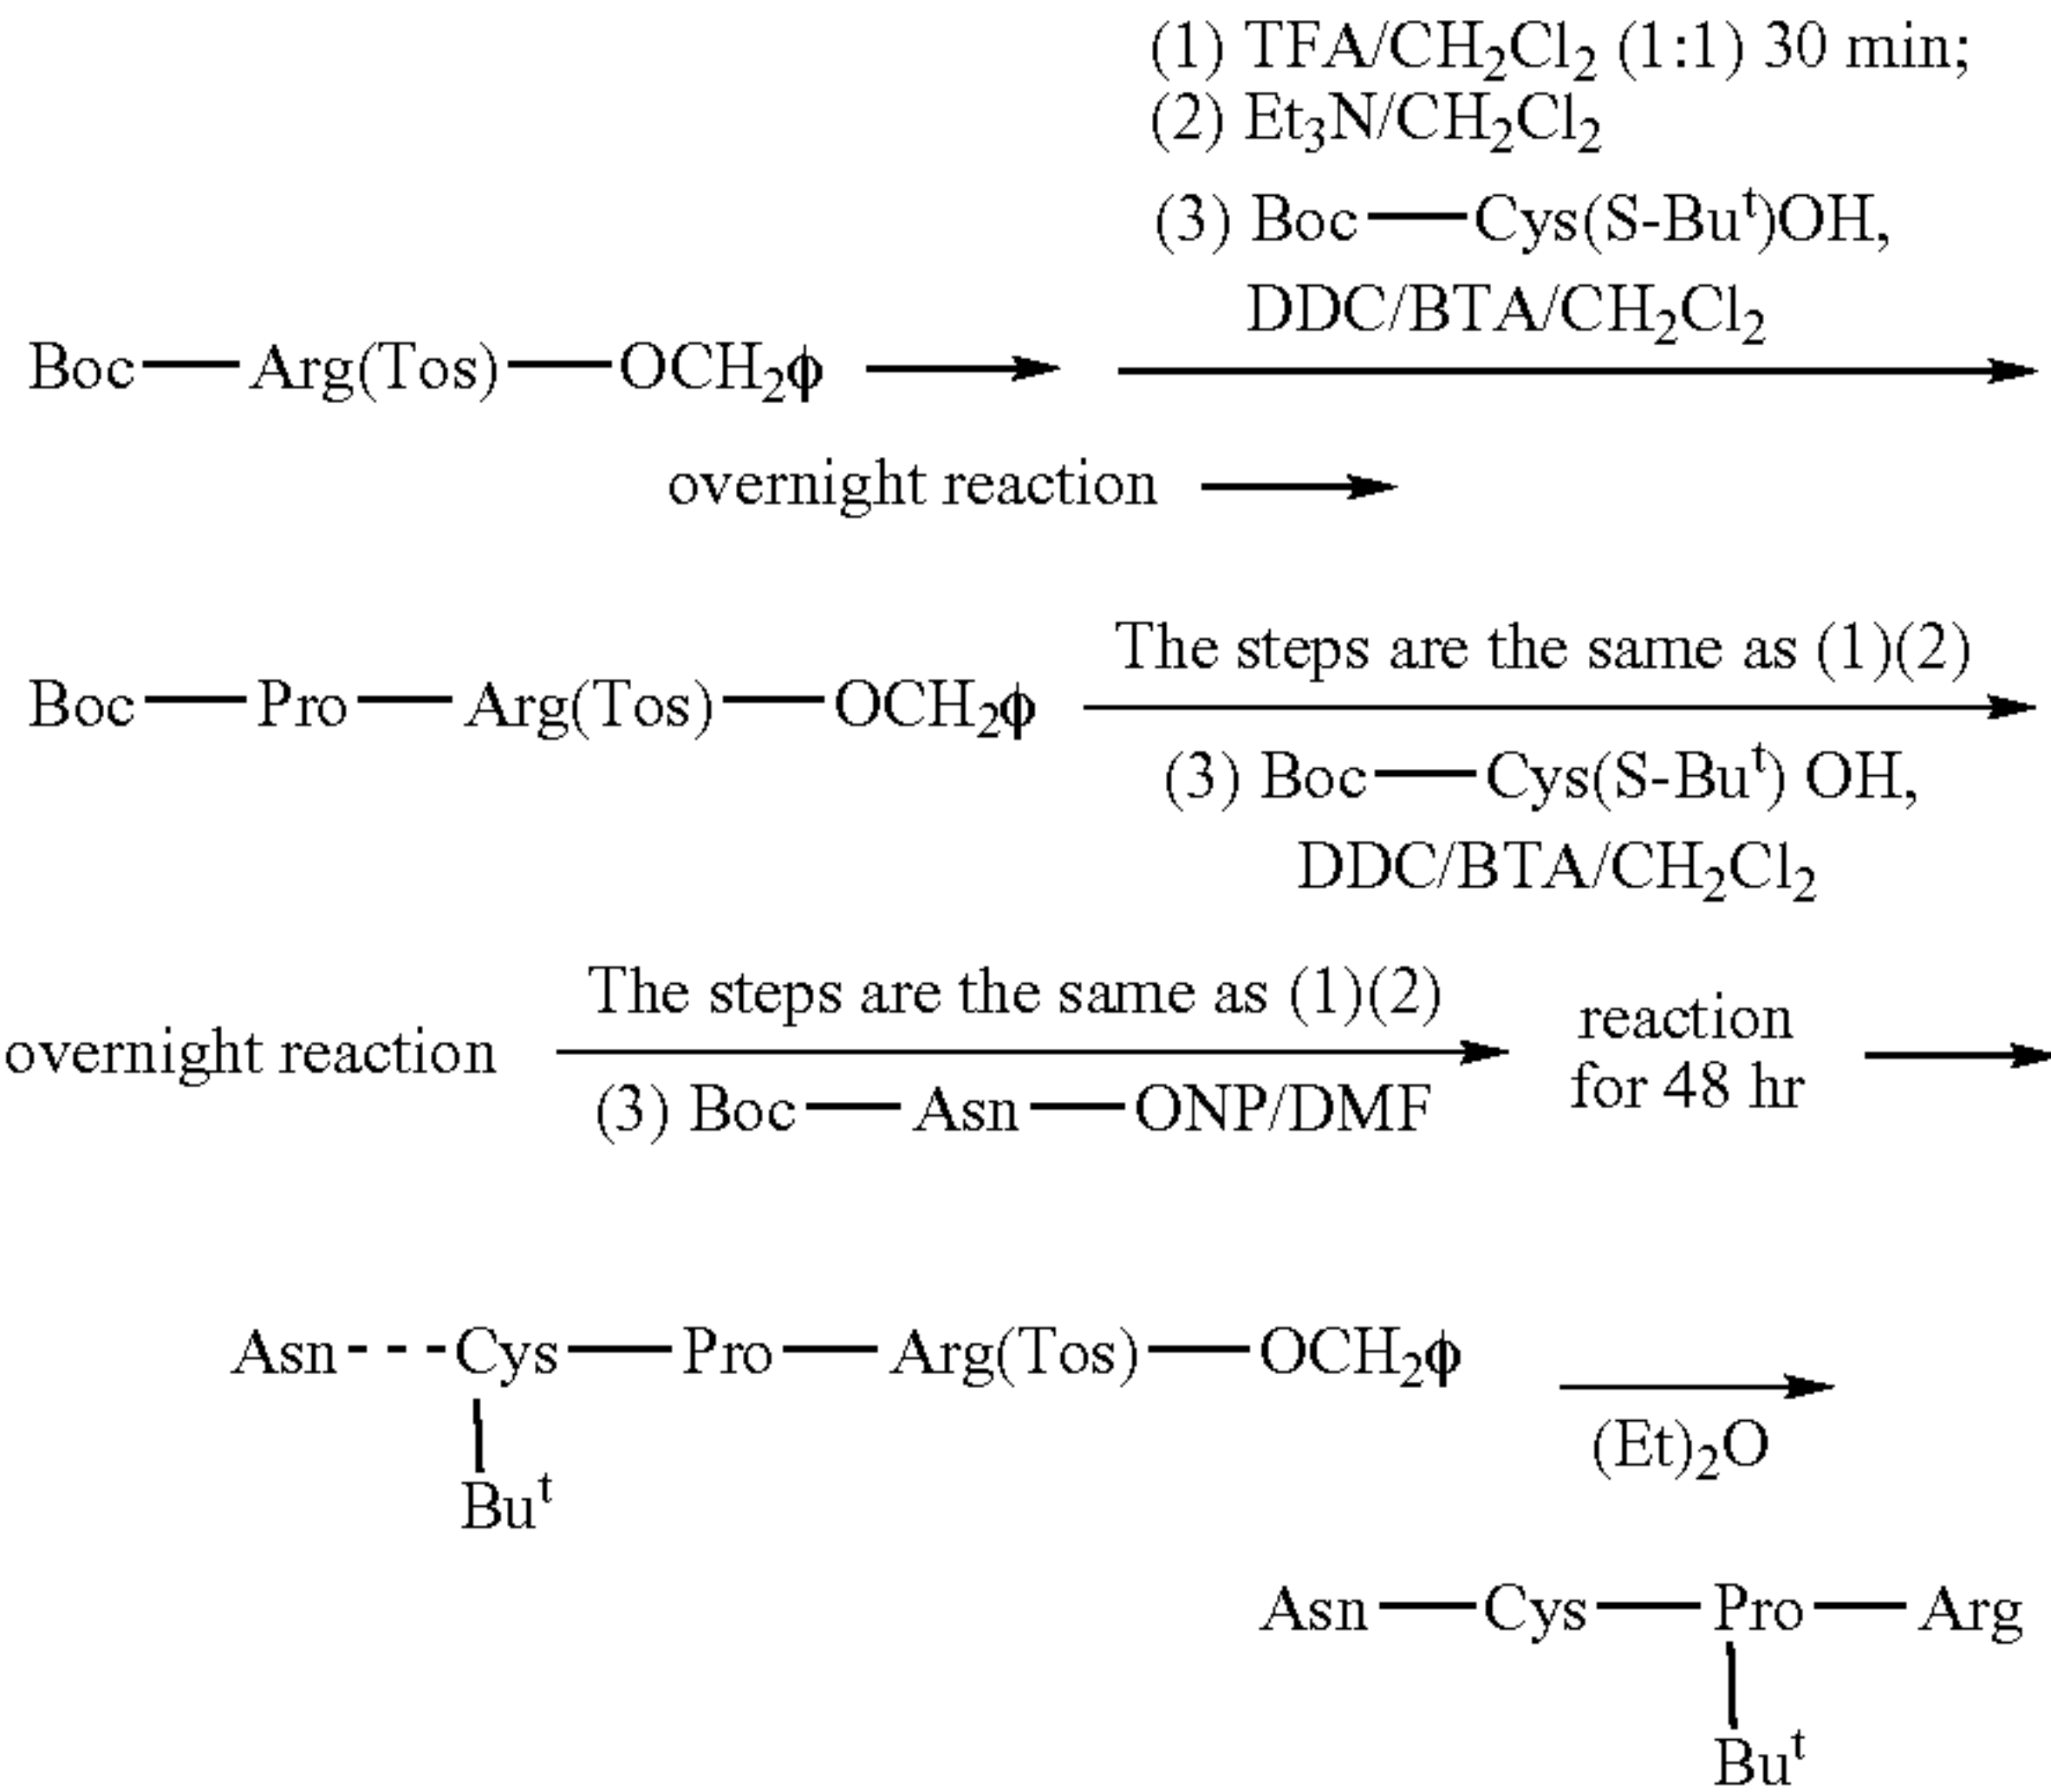 (1) TFA/CH₂Cl₂ (1:1) 30 min;
(2) Et₃N/CH₂Cl₂
(3) Boc—Cys(S-Buᵗ)OH,
DDC/BTA/CH₂Cl₂
Boc—Arg(Tos)—OCH₂ϕ
overnight reaction
The steps are the same as (1)(2)
Boc—Pro—Arg(Tos)—OCH₂ϕ
(3) Boc—Cys(S-Buᵗ) OH,
DDC/BTA/CH₂Cl₂
The steps are the same as (1)(2)
overnight reaction
(3) Boc—Asn—ONP/DMF
reaction
for 48 hr
Asn---Cys—Pro—Arg(Tos)—OCH₂ϕ
Buᵗ
(Et)₂O
Asn—Cys—Pro—Arg
Buᵗ